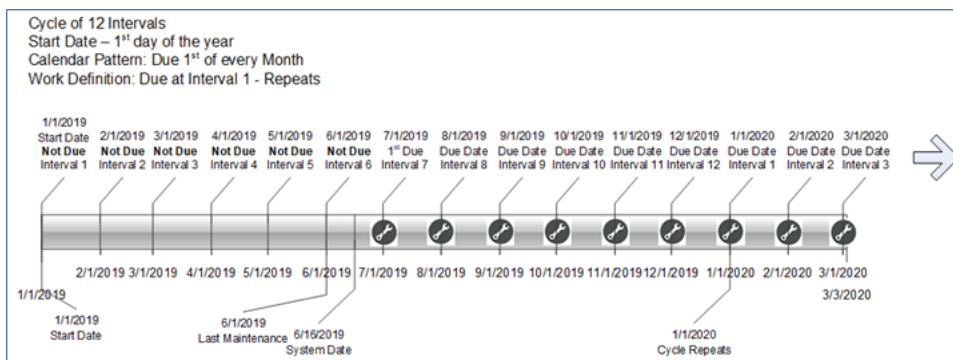 Cycle of 12 Intervals
Start Date – 1st day of the year
Calendar Pattern: Due 1st of every Month
Work Definition: Due at Interval 1 - Repeats
1/1/2019
Start Date
Not Due
Interval 1
2/1/2019
Not Due
Interval 2
3/1/2019
Not Due
Interval 3
4/1/2019
Not Due
Interval 4
5/1/2019
Not Due
Interval 5
6/1/2019
Not Due
Interval 6
7/1/2019
1st Due
Interval 7
8/1/2019
Due Date
Interval 8
9/1/2019
Due Date
Interval 9
10/1/2019
Due Date
Interval 10
11/1/2019
Due Date
Interval 11
12/1/2019
Due Date
Interval 12
1/1/2020
Due Date
Interval 1
2/1/2020
Due Date
Interval 2
3/1/2020
Due Date
Interval 3
2/1/2019 3/1/2019 4/1/2019 5/1/2019 6/1/2019 7/1/2019 8/1/2019 9/1/2019 10/1/2019 11/1/2019 12/1/2019 1/1/2020 2/1/2020 3/1/2020
1/1/2019 3/3/2020
1/1/2019
Start Date
6/1/2019
Last Maintenance
6/16/2019
System Date
1/1/2020
Cycle Repeats